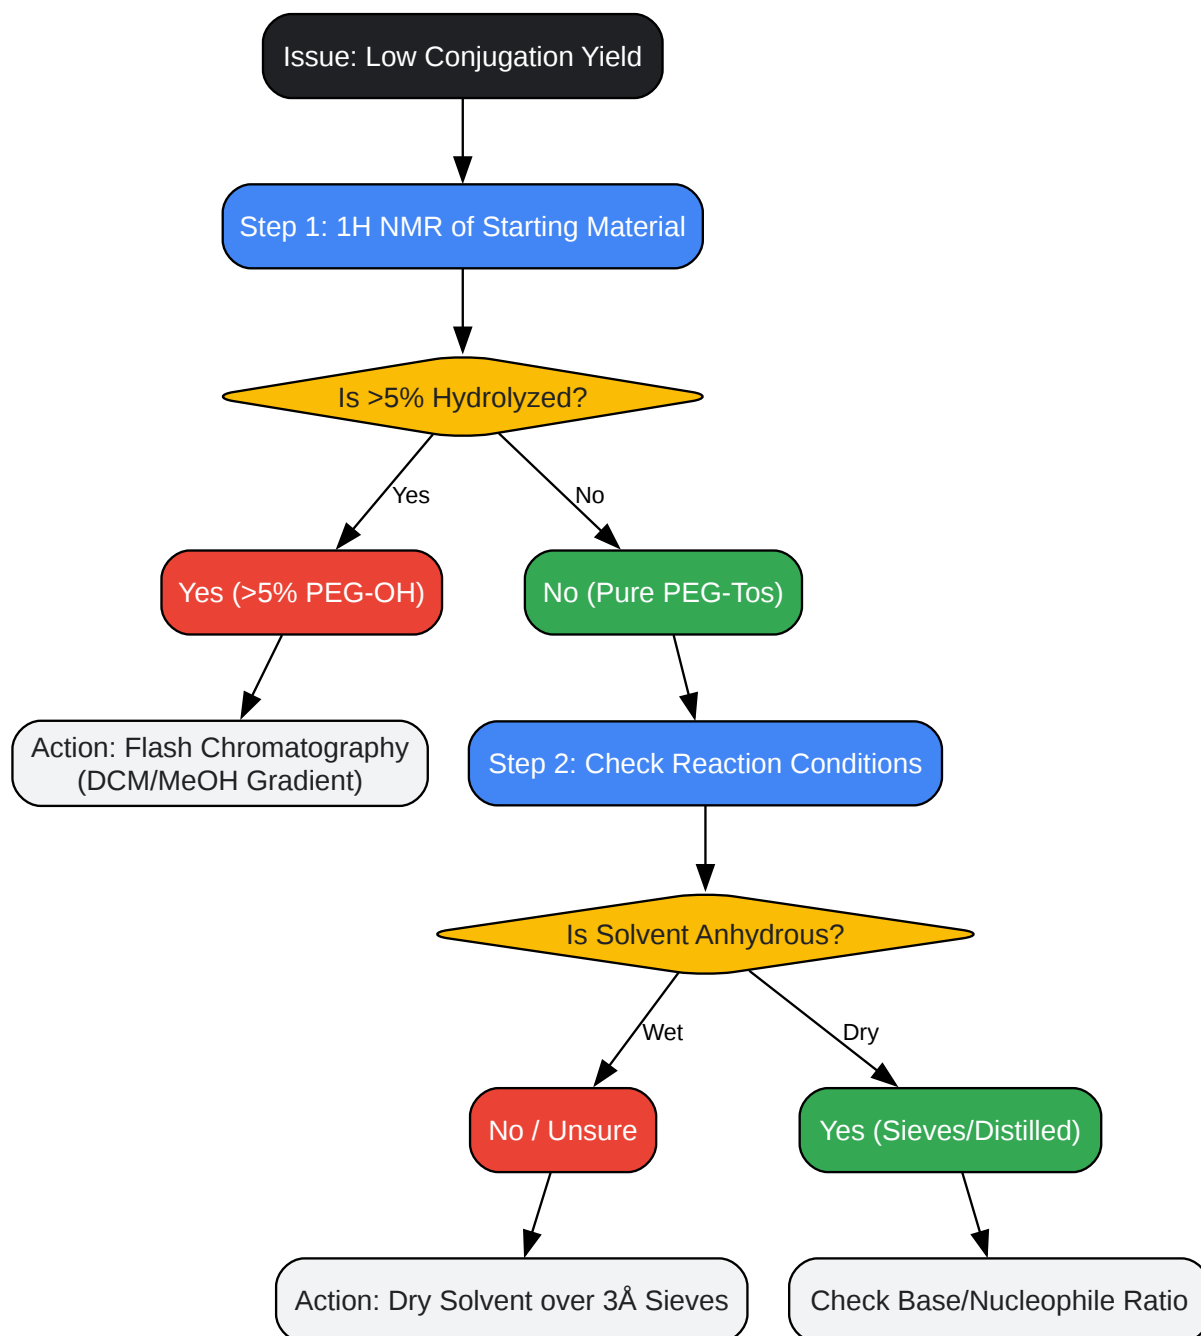 Issue: Low Conjugation Yield
Step 1: 1H NMR of Starting Material
Is >5% Hydrolyzed?
Yes
No
Yes (>5% PEG-OH)
No (Pure PEG-Tos)
Action: Flash Chromatography
(DCM/MeOH Gradient)
Step 2: Check Reaction Conditions
Is Solvent Anhydrous?
Wet
Dry
No / Unsure
Yes (Sieves/Distilled)
Action: Dry Solvent over 3Å Sieves
Check Base/Nucleophile Ratio